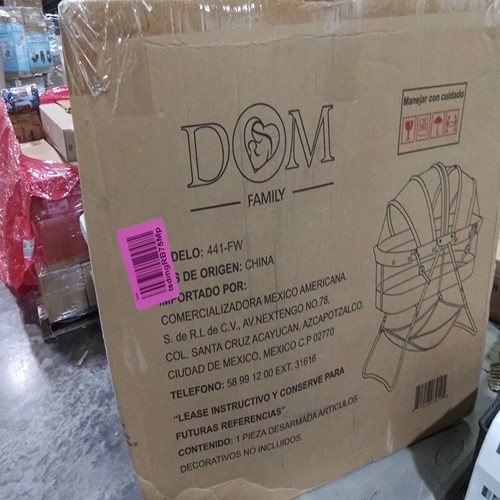 Manejar con cuidado
DOM
FAMILY
DELO: 441-FW
S DE ORIGEN: CHINA
IMPORTADO POR:
COMERCIALIZADORA MEXICO AMERICANA,
S. de R.L de C.V., AV.NEXTENGO NO.78,
COL. SANTA CRUZ ACAYUCAN, AZCAPOTZALCO,
CIUDAD DE MEXICO, MEXICO C.P 02770
TELEFONO: 58 99 12 00 EXT. 31616
"LEASE INSTRUCTIVO Y CONSERVE PARA
FUTURAS REFERENCIAS"
CONTENIDO: 1 PIEZA DESARMADA ARTICULOS
DECORATIVOS NO INCLUIDOS.